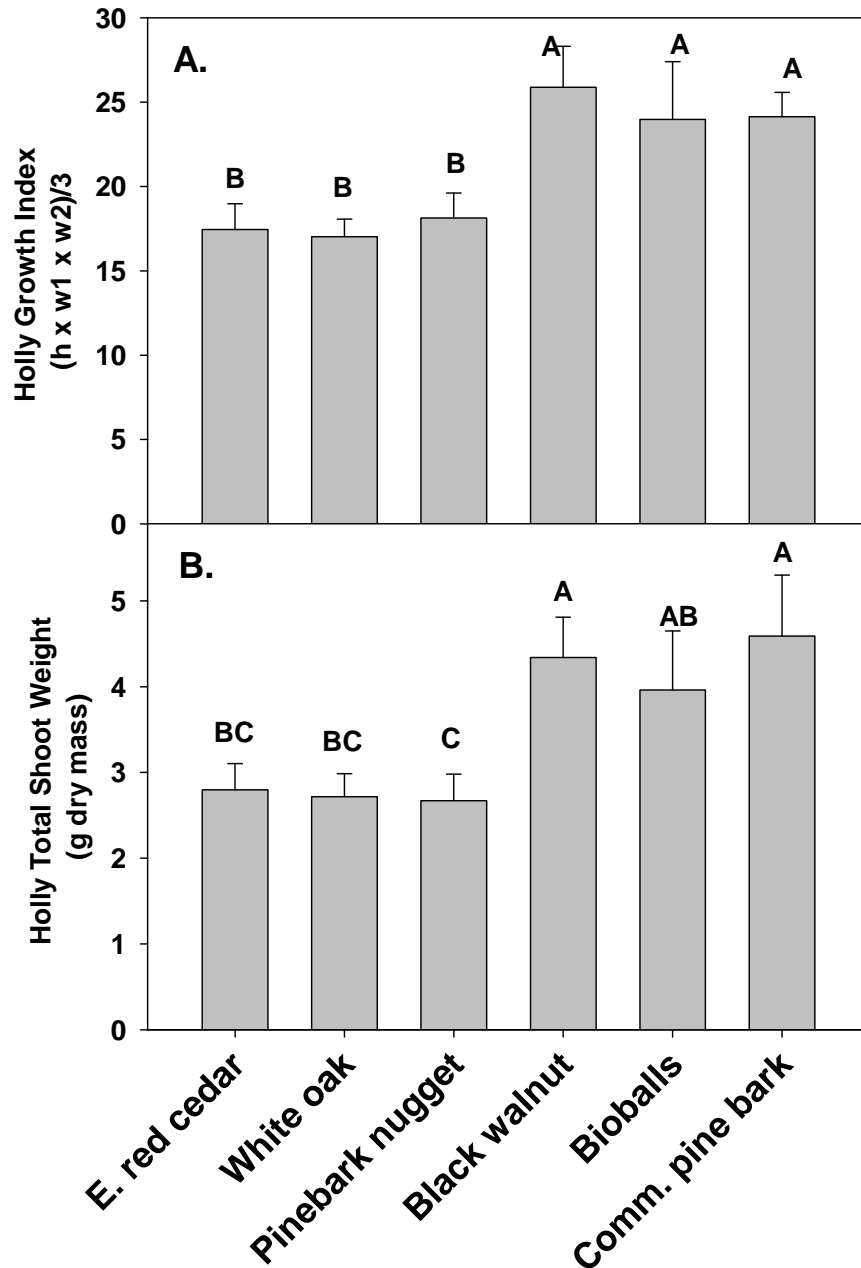 30
A.
A
A
A
25
B
B
B
20
15
10
5
0
Holly Growth Index
(h x w1 x w2)/3
B.
A
A
AB
5
4
BC
BC
C
3
2
1
0
Holly Total Shoot Weight
(g dry mass)
E. red cedar
White oak
Pinebark nugget
Black walnut
Bioballs
Comm. pine bark